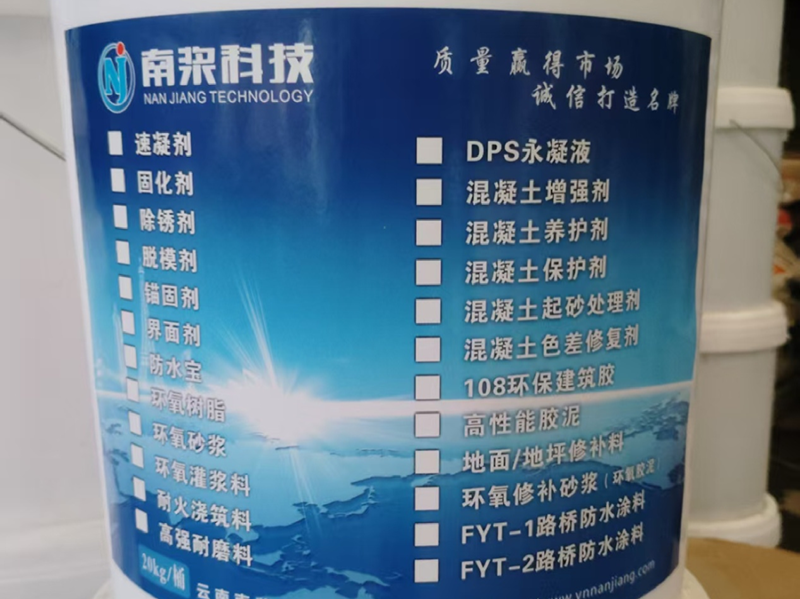 南浆科技
NAN JIANG TECHNOLOGY
质量赢得市场
诚信打造名牌
速凝剂
固化剂
除锈剂
脱模剂
锚固剂
界面剂
防水宝
环氧树脂
环氧砂浆
环氧灌浆料
耐火浇筑料
高强耐磨料
DPS永凝液
混凝土增强剂
混凝土养护剂
混凝土保护剂
混凝土起砂处理剂
混凝土色差修复剂
108环保建筑胶
高性能胶泥
地面/地坪修补料
环氧修补砂浆(环氧胶泥)
FYT-1路桥防水涂料
FYT-2路桥防水涂料
20kg/桶
云南南
www.ynnanjiang.com